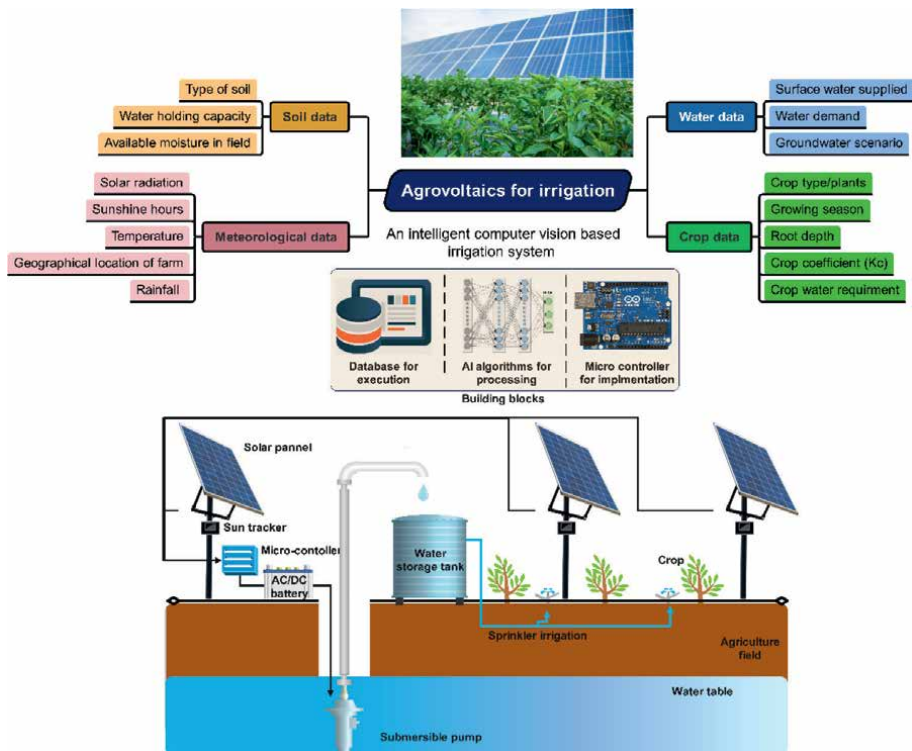 Type of soil
Water holding capacity
Available moisture in field
Soil data
Solar radiation
Sunshine hours
Temperature
Geographical location of farm
Rainfall
Meteorological data
Agrovoltaics for irrigation
An intelligent computer vision based
irrigation system
Water data
Surface water supplied
Water demand
Groundwater scenario
Crop data
Crop type/plants
Growing season
Root depth
Crop coefficient (Kc)
Crop water requirment
Database for
execution
AI algorithms for
processing
ARDUINO
Micro controller
for implmentation
Building blocks
Solar pannel
Sun tracker
Micro-contoller
AC/DC
battery
Water
storage tank
Crop
Sprinkler irrigation
Agriculture
field
Water table
Submersible pump